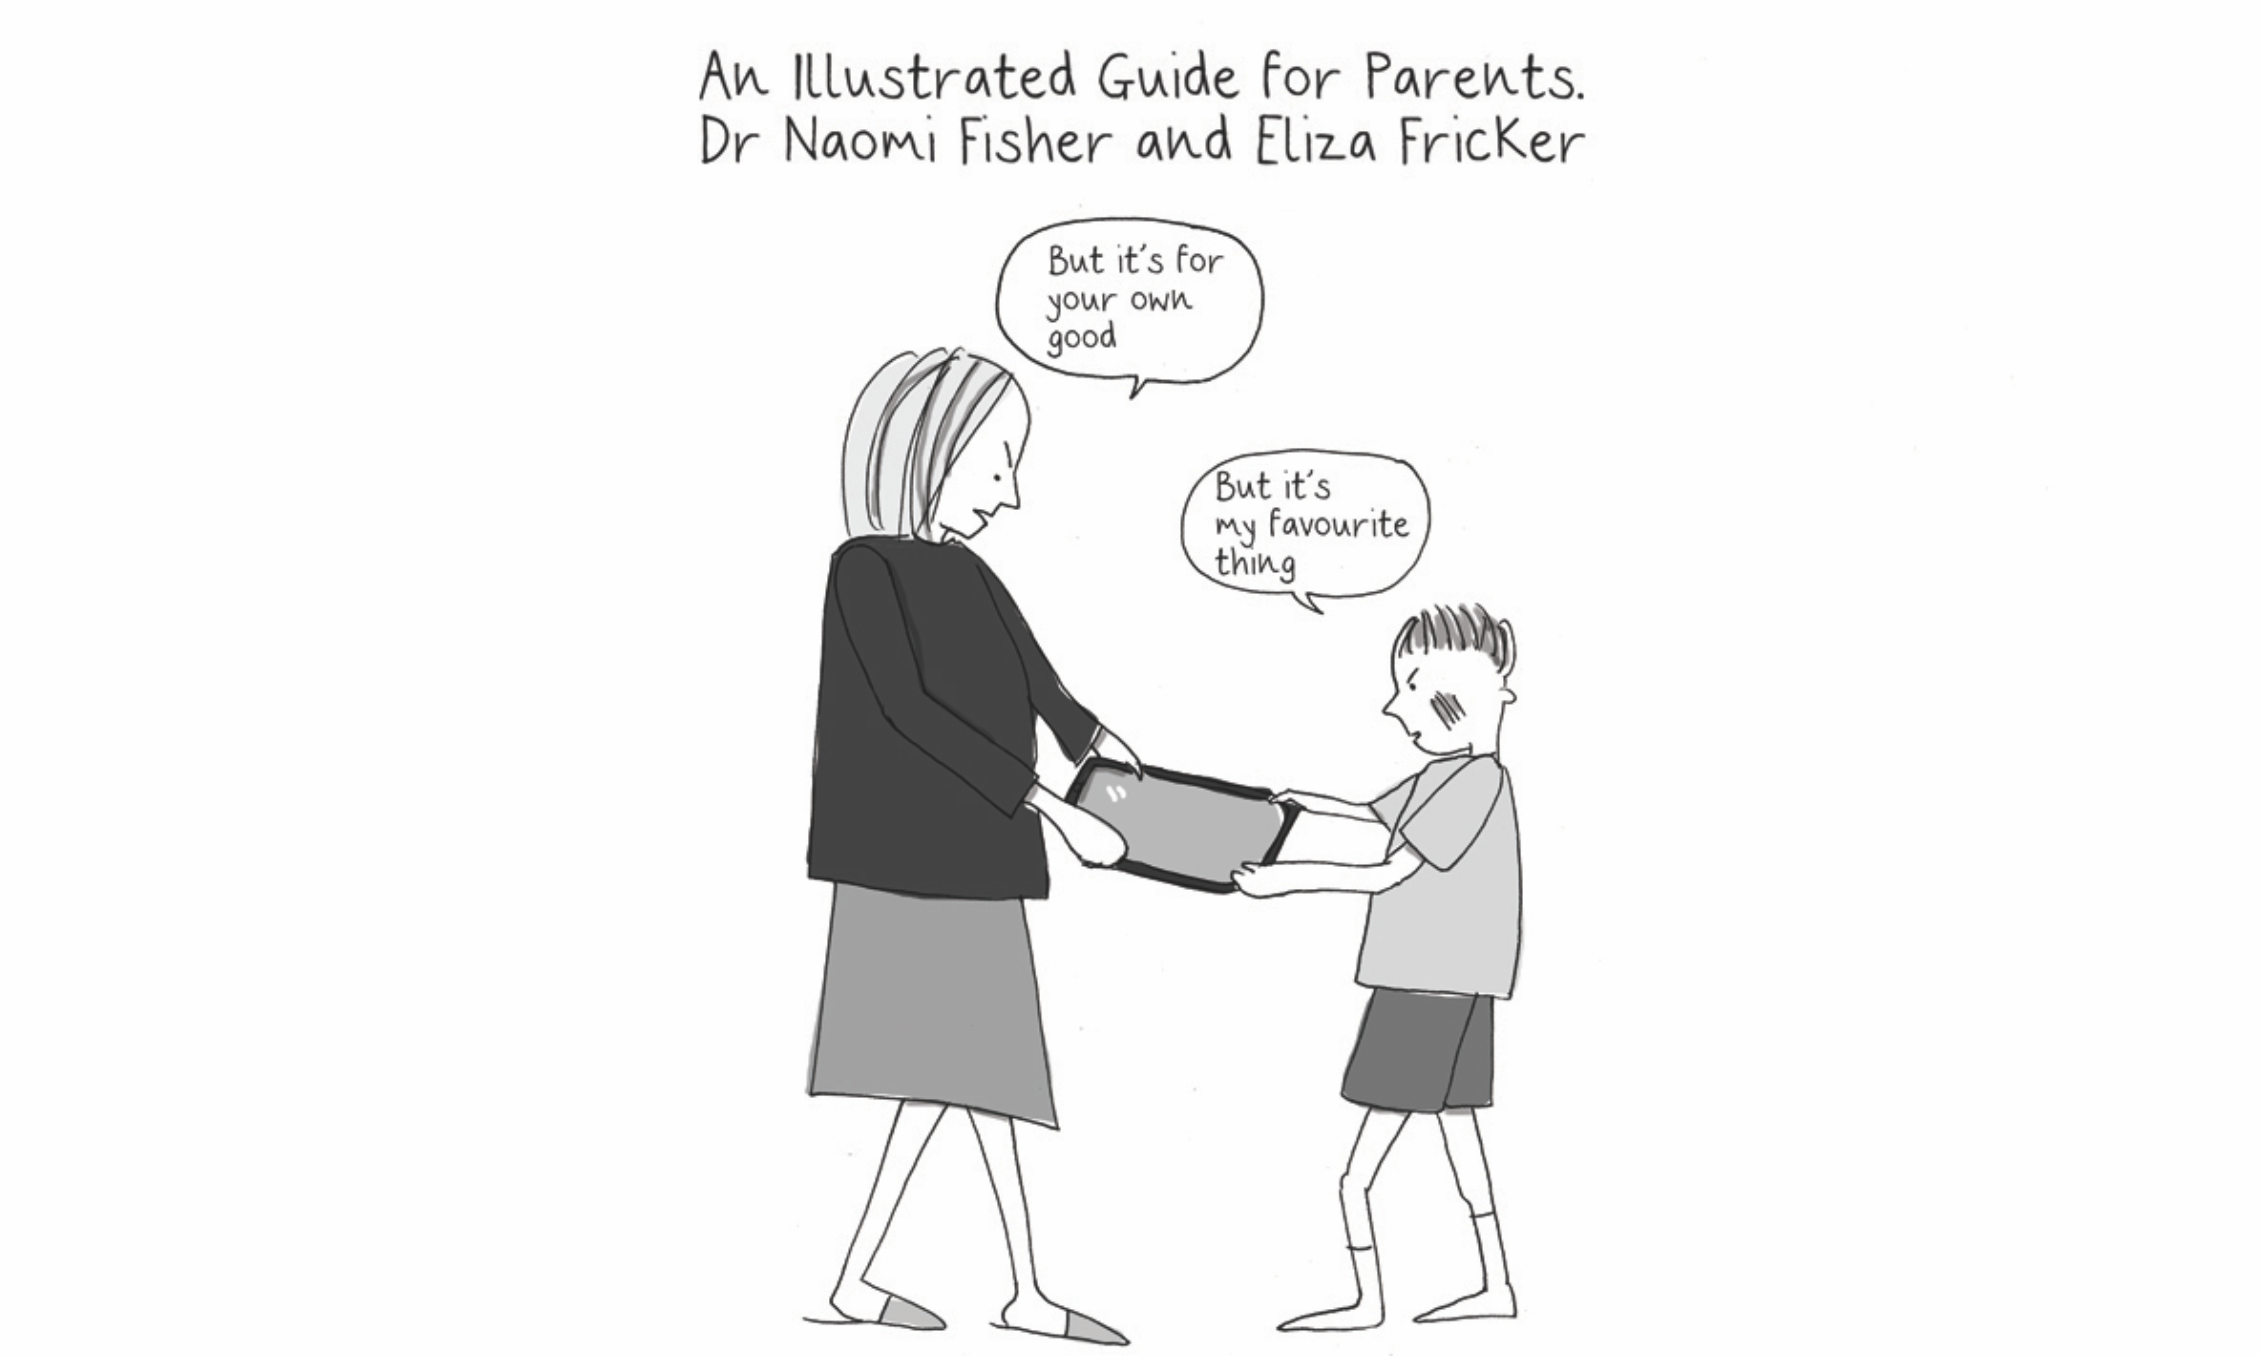 An Illustrated Guide for Parents.
Dr Naomi Fisher and Eliza Fricker
But it's for
your own
good
But it's
my favourite
thing